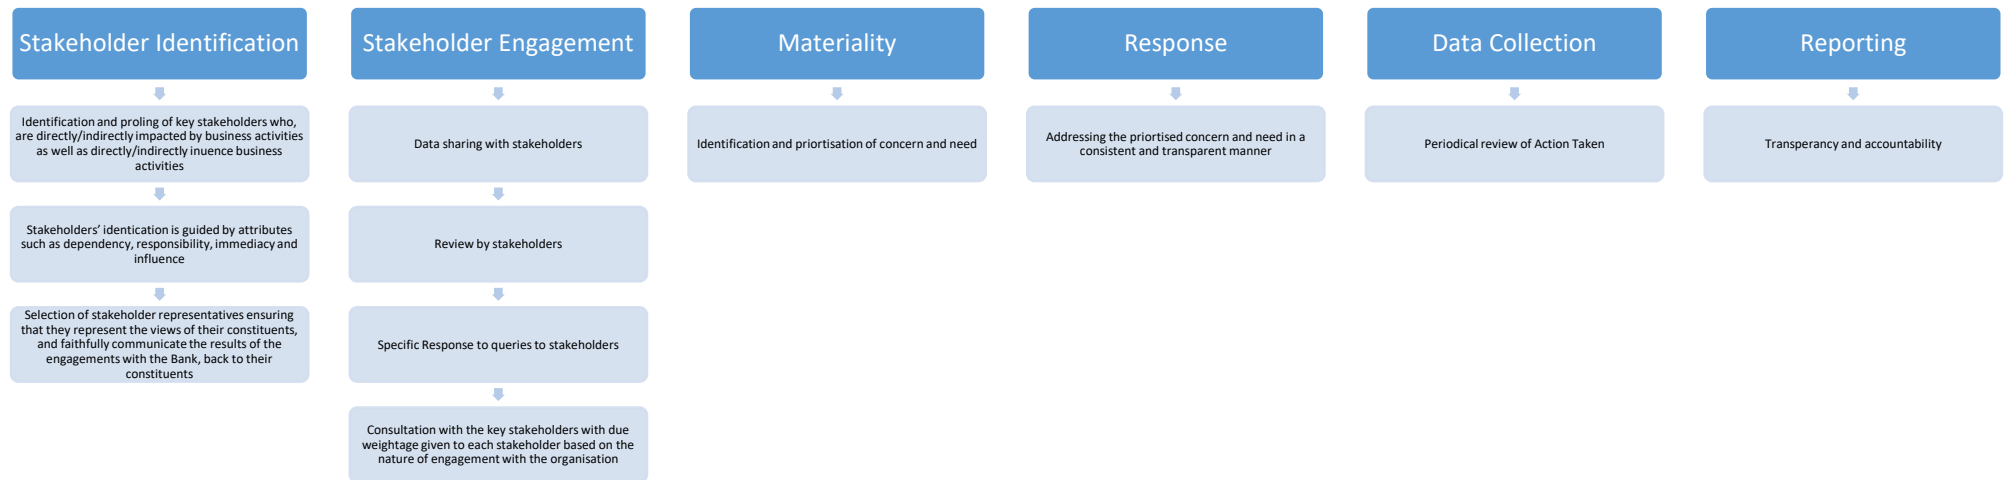 Stakeholder Identification
Identification and proling of key stakeholders who,
are directly/indirectly impacted by business activities
as well as directly/indirectly inuence business
activities
Stakeholders’ identication is guided by attributes
such as dependency, responsibility, immediacy and
influence
Selection of stakeholder representatives ensuring
that they represent the views of their constituents,
and faithfully communicate the results of the
engagements with the Bank, back to their
constituents
Stakeholder Engagement
Data sharing with stakeholders
Review by stakeholders
Specific Response to queries to stakeholders
Consultation with the key stakeholders with due
weightage given to each stakeholder based on the
nature of engagement with the organisation
Materiality
Identification and priortisation of concern and need
Response
Addressing the priortised concern and need in a
consistent and transparent manner
Data Collection
Periodical review of Action Taken
Reporting
Transperancy and accountability